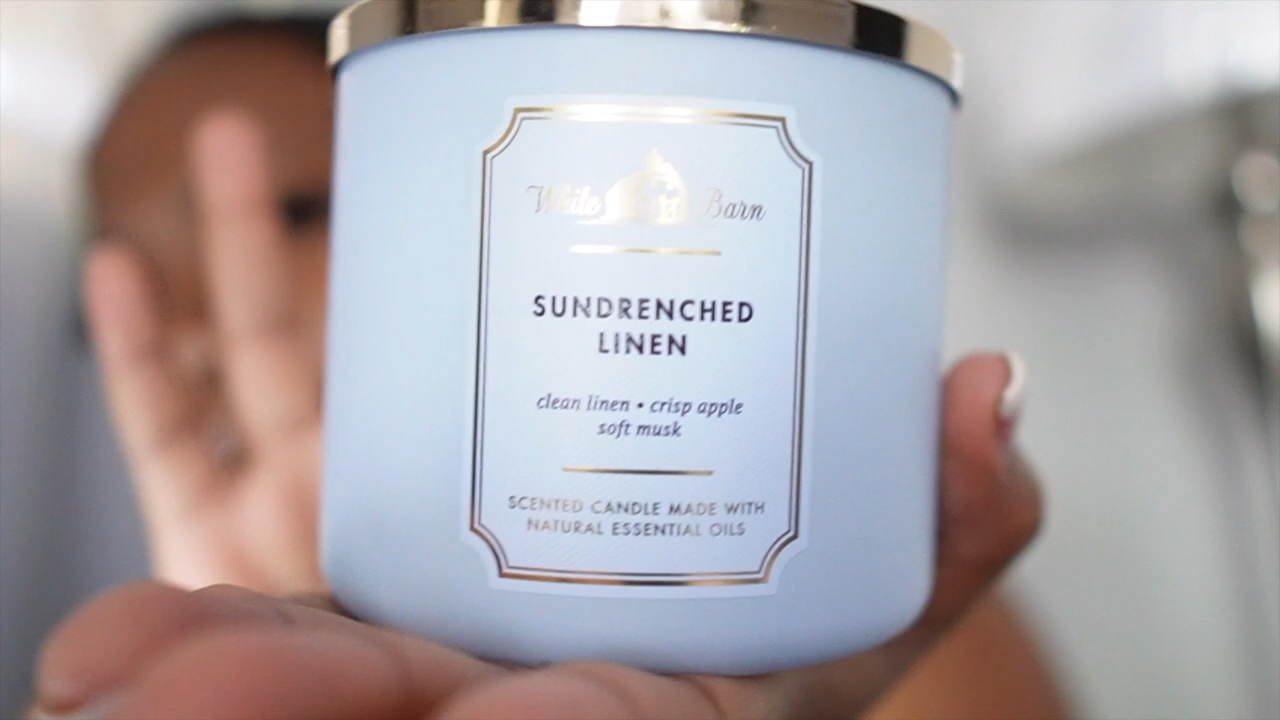 White Barn
SUNDRENCHED
LINEN
clean linen • crisp apple
soft musk
SCENTED CANDLE MADE WITH
NATURAL ESSENTIAL OILS